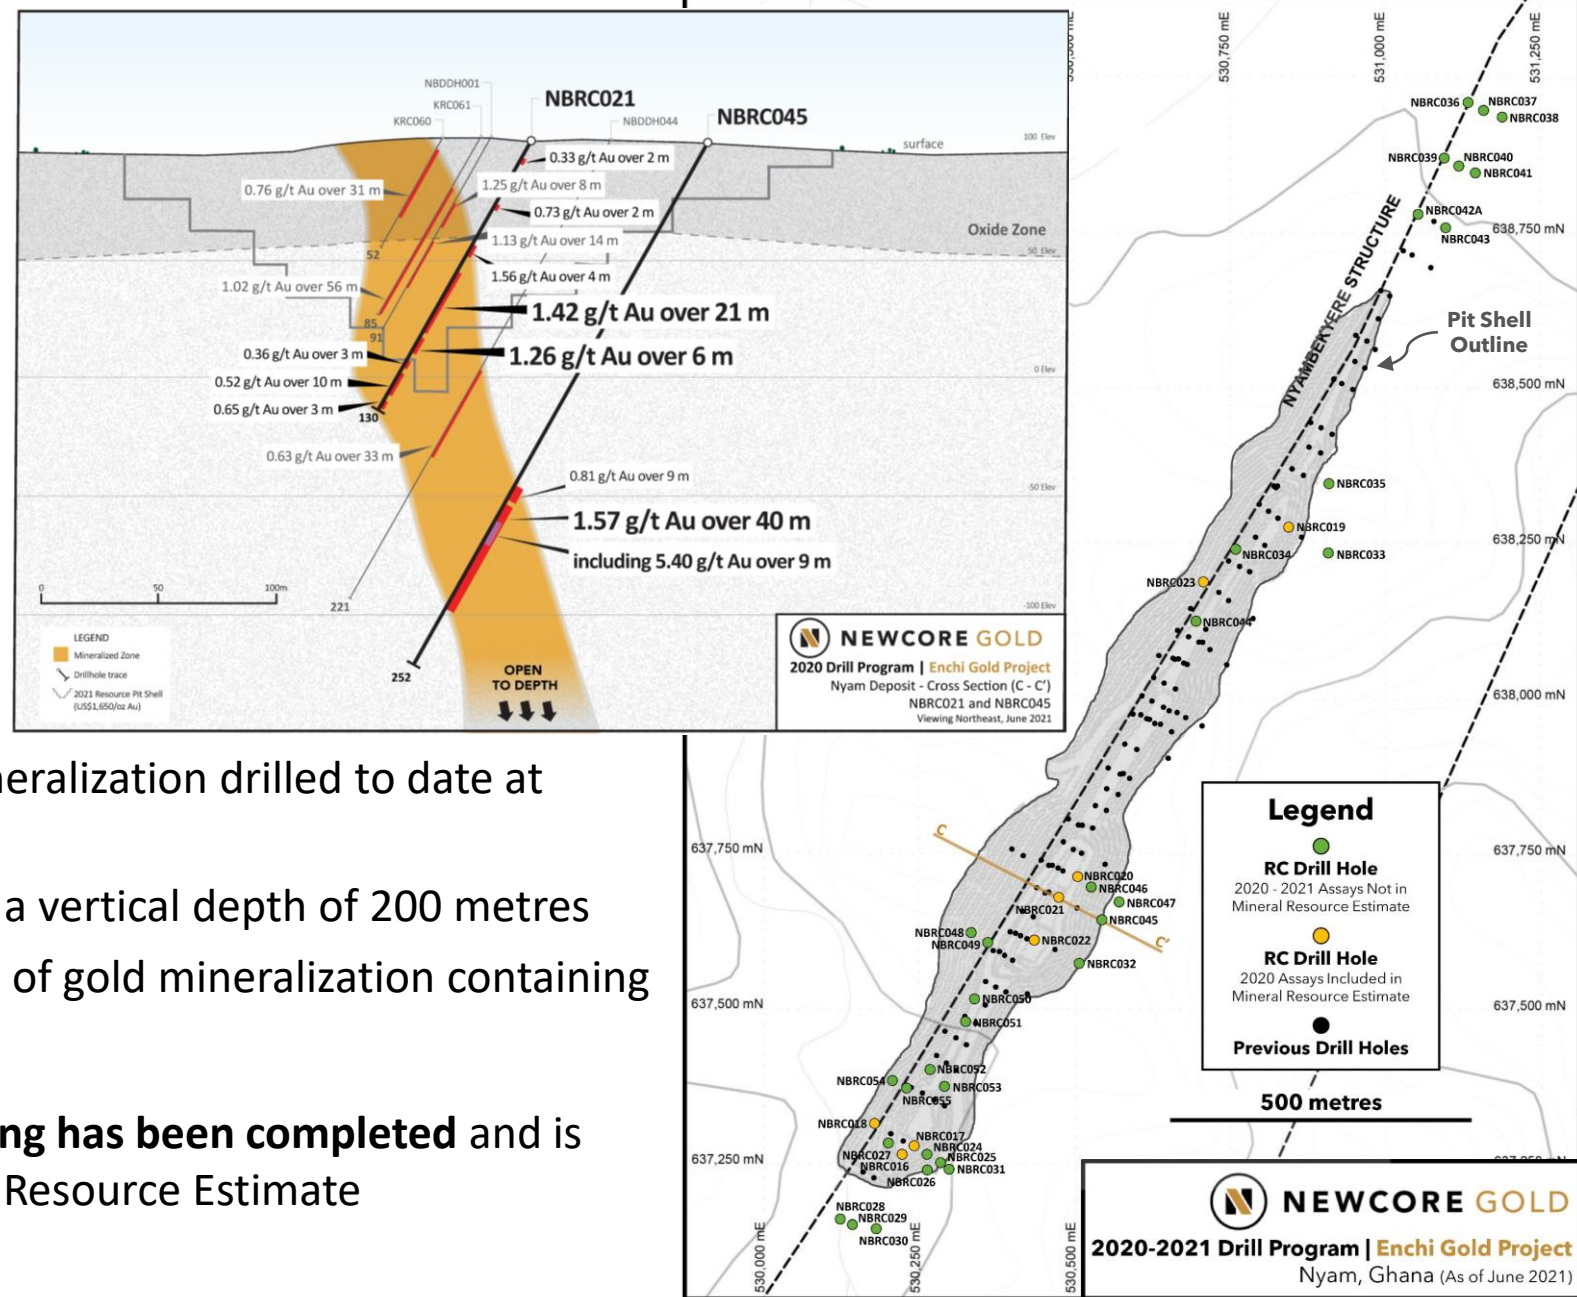 NBDDH001
KRC061
KRC060
NBRC021
NBDDH044
NBRC045
surface
100 Elev
0.33 g/t Au over 2 m
0.76 g/t Au over 31 m
1.25 g/t Au over 8 m
0.73 g/t Au over 2 m
Oxide Zone
1.13 g/t Au over 14 m
50 Elev
52
1.56 g/t Au over 4 m
1.02 g/t Au over 56 m
1.42 g/t Au over 21 m
85
91
0.36 g/t Au over 3 m
1.26 g/t Au over 6 m
0 Elev
0.52 g/t Au over 10 m
0.65 g/t Au over 3 m
130
0.63 g/t Au over 33 m
0.81 g/t Au over 9 m
-50 Elev
1.57 g/t Au over 40 m
including 5.40 g/t Au over 9 m
0 50 100m
221
-100 Elev
LEGEND
Mineralized Zone
Drillhole trace
2021 Resource Pit Shell
(US$1,650/oz Au)
252
OPEN
TO DEPTH
NEWCORE GOLD
2020 Drill Program | Enchi Gold Project
Nyam Deposit - Cross Section (C - C')
NBRC021 and NBRC045
Viewing Northeast, June 2021
neralization drilled to date at
a vertical depth of 200 metres
of gold mineralization containing
ng has been completed and is
Resource Estimate
530,750 mE
531,000 mE
531,250 mE
NBRC036
NBRC037
NBRC038
NBRC039
NBRC040
NBRC041
NBRC042A
NBRC043
638,750 mN
NYAMBEKYERE STRUCTURE
Pit Shell
Outline
638,500 mN
NBRC035
NBRC019
638,250 mN
NBRC034
NBRC033
NBRC023
NBRC044
638,000 mN
C
637,750 mN
637,750 mN
NBRC020
NBRC046
NBRC021
NBRC047
NBRC045
NBRC048
NBRC049
NBRC022
C'
NBRC032
637,500 mN
NBRC050
637,500 mN
NBRC051
NBRC052
NBRC054
NBRC053
NBRC055
NBRC018
NBRC017
NBRC024
NBRC027
NBRC025
637,250 mN
NBRC016
NBRC031
NBRC026
NBRC028
NBRC029
NBRC030
530,000 mE
530,250 mE
530,500 mE
Legend
RC Drill Hole
2020 - 2021 Assays Not in
Mineral Resource Estimate
RC Drill Hole
2020 Assays Included in
Mineral Resource Estimate
Previous Drill Holes
500 metres
NEWCORE GOLD
2020-2021 Drill Program | Enchi Gold Project
Nyam, Ghana (As of June 2021)